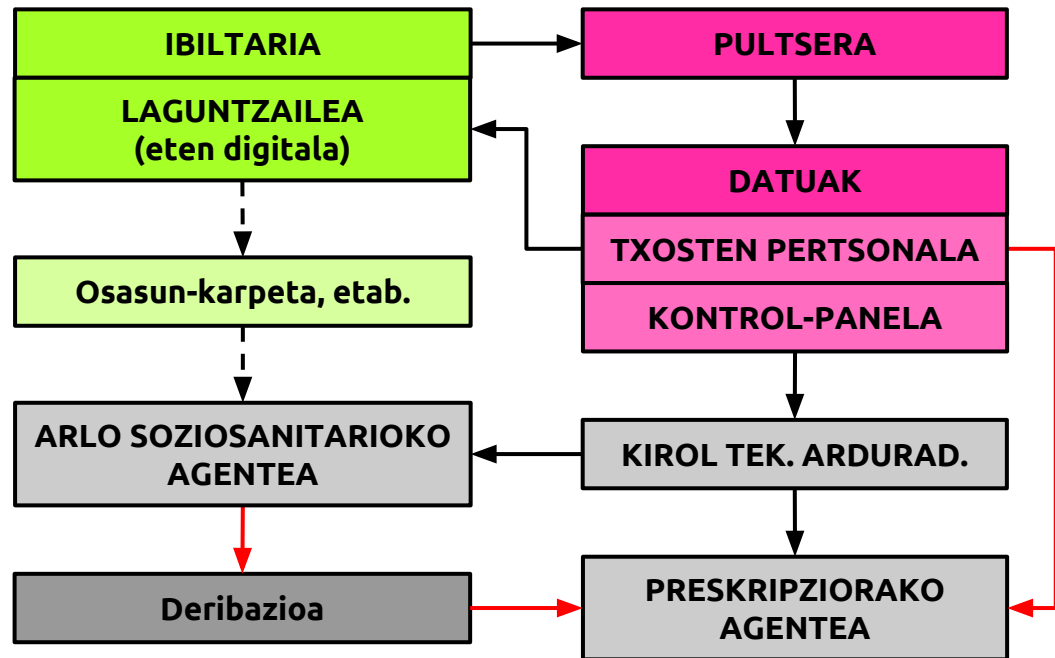 IBILTARIA
PULTSERA
LAGUNTZAILEA
(eten digitala)
DATUAK
TXOSTEN PERTSONALA
KONTROL-PANELA
Osasun-karpeta, etab.
ARLO SOZIOSANITARIOKO
AGENTEA
KIROL TEK. ARDURAD.
Deribazioa
PRESKRIPZIORAKO
AGENTEA